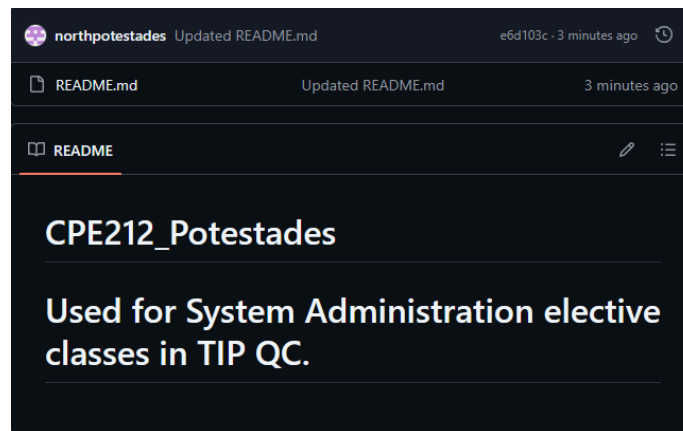 northpotestades Updated README.md e6d103c · 3 minutes ago
README.md Updated README.md 3 minutes ago
README
CPE212_Potestades
Used for System Administration elective
classes in TIP QC.